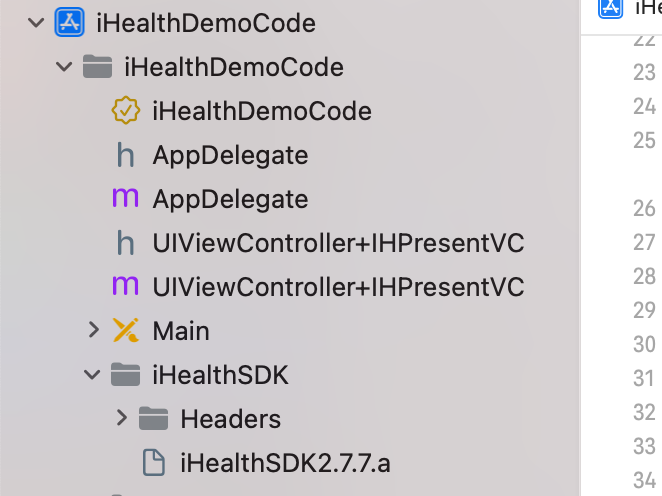 iHealthDemoCode
iHealthDemoCode
iHealthDemoCode
h AppDelegate
m AppDelegate
h UIViewController+IHPresentVC
m UIViewController+IHPresentVC
Main
iHealthSDK
Headers
iHealthSDK2.7.7.a
iHe
22
23
24
25
26
27
28
29
30
31
32
33
34